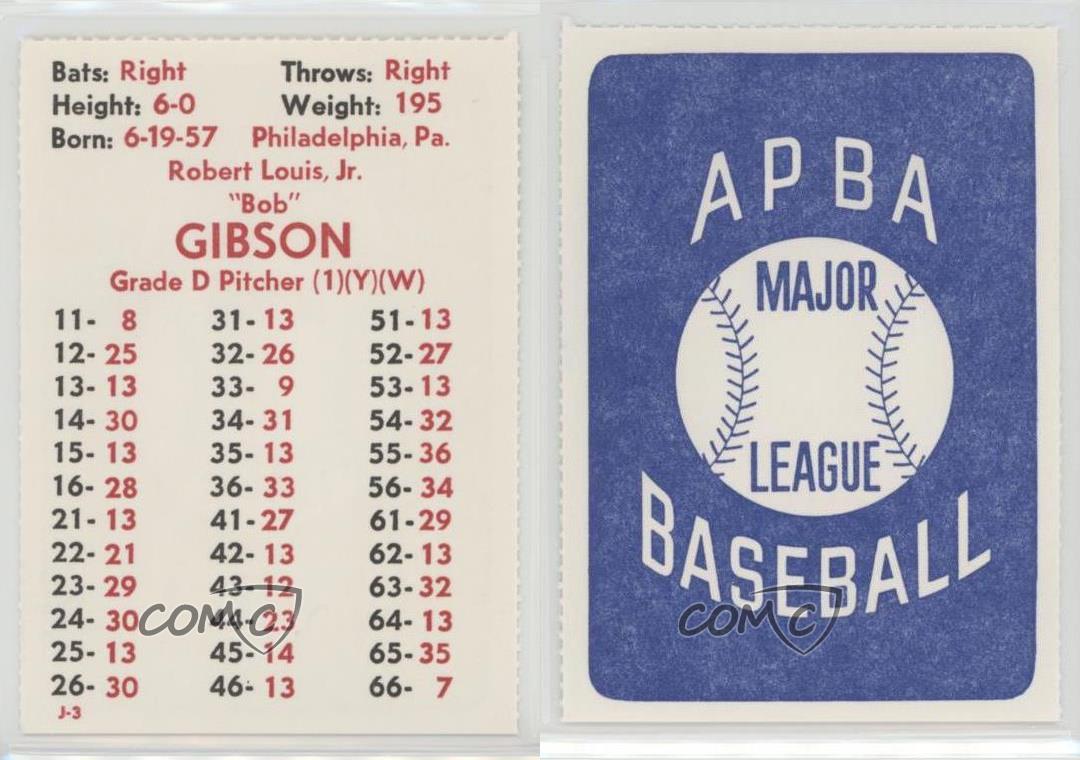 Bats: Right Throws: Right
Height: 6-0 Weight: 195
Born: 6-19-57 Philadelphia, Pa.
Robert Louis, Jr.
"Bob"
GIBSON
Grade D Pitcher (1)(Y)(W)
11- 8 31- 13 51- 13
12- 25 32- 26 52- 27
13- 13 33- 9 53- 13
14- 30 34- 31 54- 32
15- 13 35- 13 55- 36
16- 28 36- 33 56- 34
21- 13 41- 27 61- 29
22- 21 42- 13 62- 13
23- 29 43- 12 63- 32
24- 30 44- 23 64- 13
25- 13 45- 14 65- 35
26- 30 46- 13 66- 7
J-3
COMC
APBA
MAJOR
LEAGUE
BASEBALL
COMC